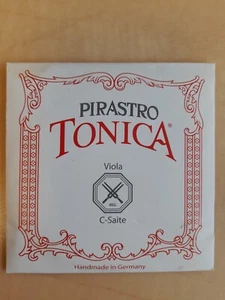 PIRASTRO
TONICA®
Viola
C-Saite
Handmade in Germany